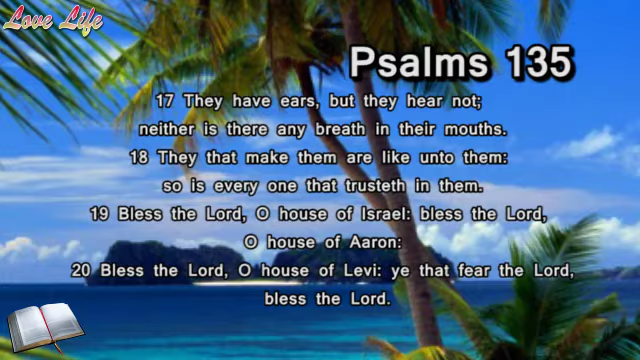 Love Life
Psalms 135
17 They have ears, but they hear not;
neither is there any breath in their mouths.
18 They that make them are like unto them:
so is every one that trusteth in them.
19 Bless the Lord, O house of Israel: bless the Lord,
O house of Aaron:
20 Bless the Lord, O house of Levi: ye that fear the Lord,
bless the Lord.